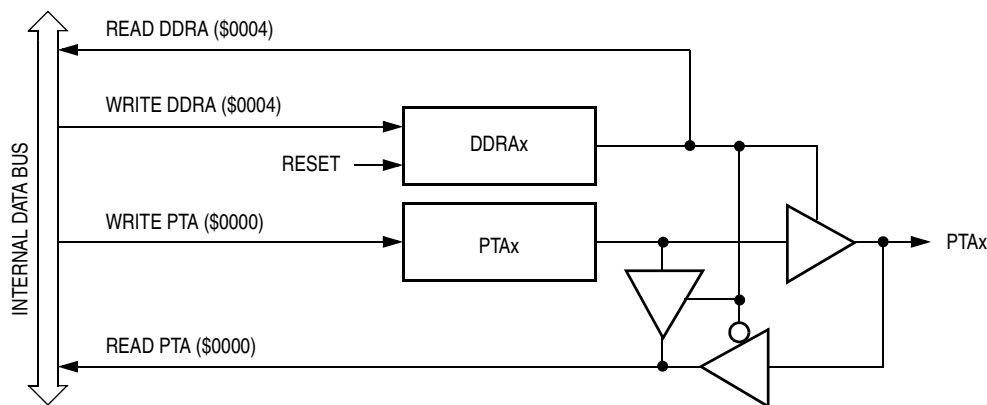 READ DDRA ($0004)
WRITE DDRA ($0004)
DDRAx
RESET
INTERNAL DATA BUS
WRITE PTA ($0000)
PTAx
PTAx
READ PTA ($0000)